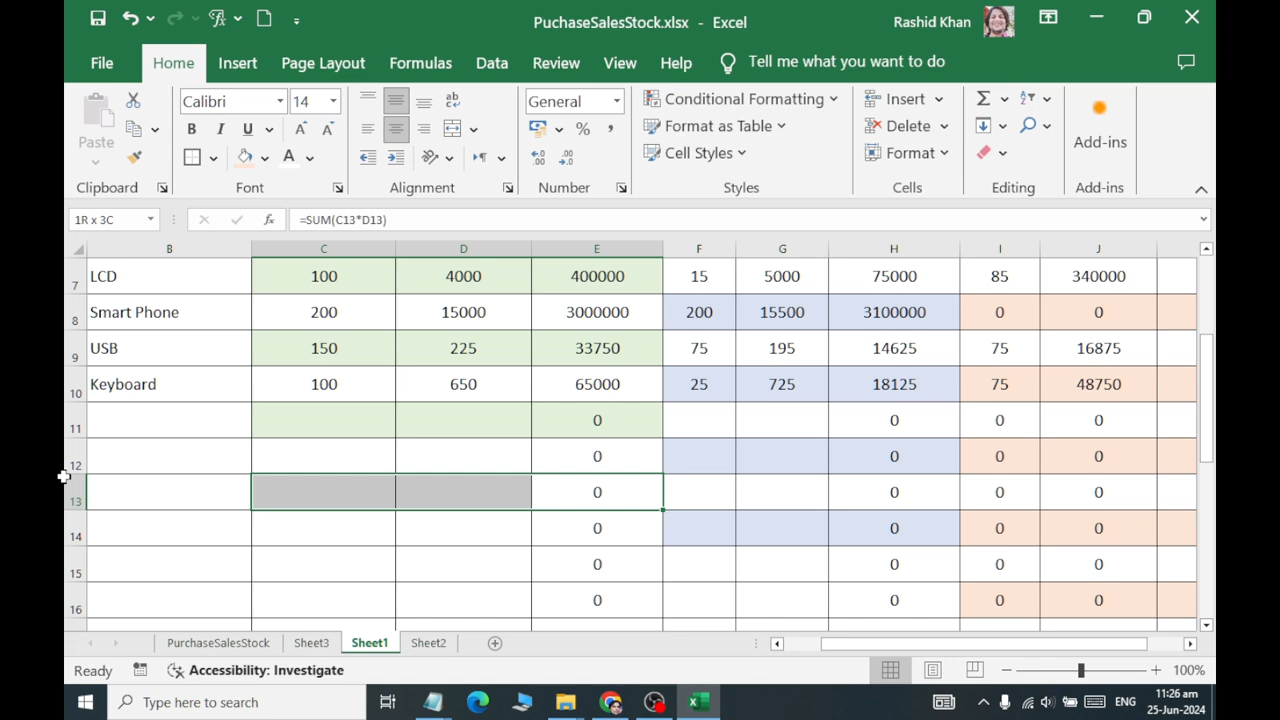 PuchaseSalesStock.xlsx - Excel
Rashid Khan
File Home Insert Page Layout Formulas Data Review View Help Tell me what you want to do
Paste
Calibri 14
B I U A A A
ab
General
% ,
Conditional Formatting
Format as Table
Cell Styles
Insert
Delete
Format
Add-ins
Clipboard Font Alignment Number Styles Cells Editing Add-ins
1R x 3C fx =SUM(C13*D13)
B C D E F G H I J
7 LCD 100 4000 400000 15 5000 75000 85 340000
8 Smart Phone 200 15000 3000000 200 15500 3100000 0 0
9 USB 150 225 33750 75 195 14625 75 16875
10 Keyboard 100 650 65000 25 725 18125 75 48750
11 0 0 0 0
12 0 0 0 0
13 0 0 0 0
14 0 0 0 0
15 0 0 0 0
16 0 0 0 0
PurchaseSalesStock Sheet3 Sheet1 Sheet2
Ready Accessibility: Investigate 100%
Type here to search ENG 11:26 am
25-Jun-2024